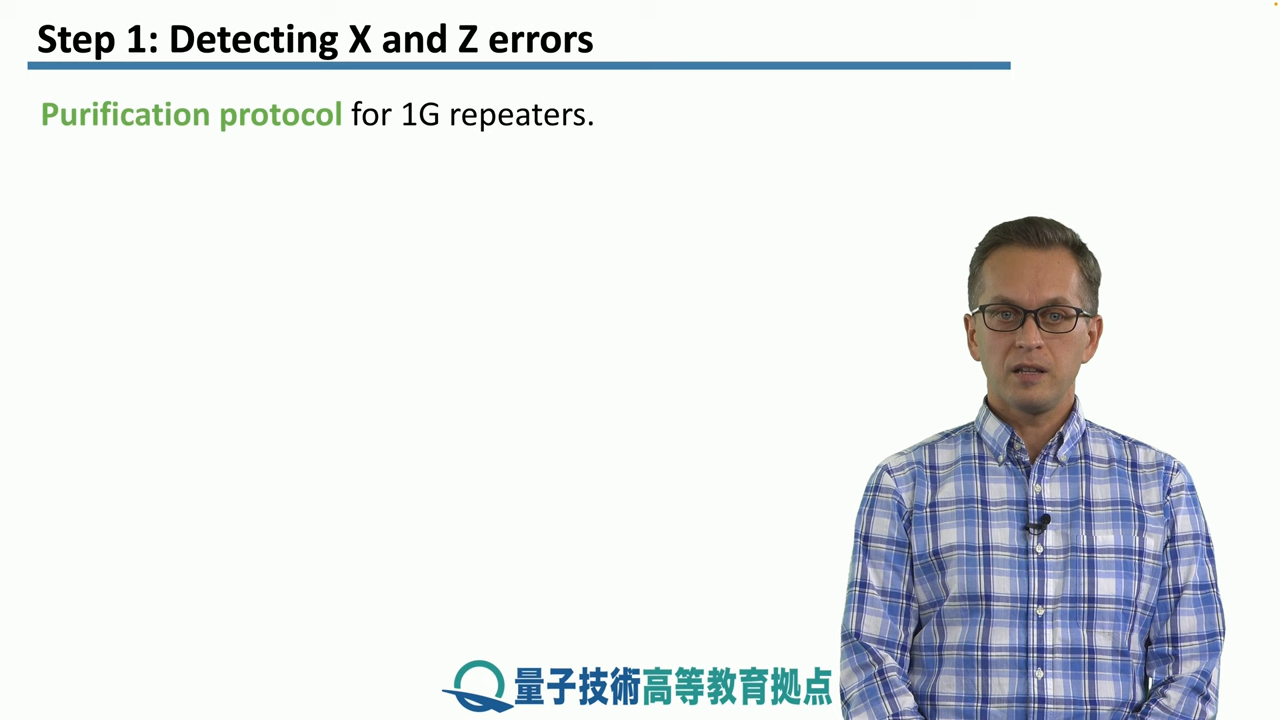 Step 1: Detecting X and Z errors
Purification protocol for 1G repeaters.
量子技術高等教育拠点